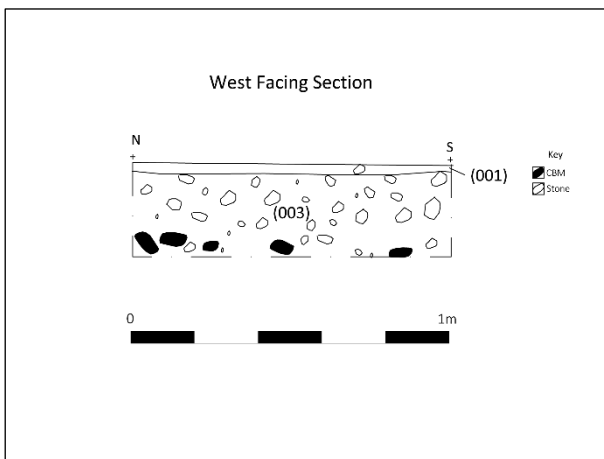 West Facing Section
N
S
(001)
(003)
Key
CBM
Stone
0
1m